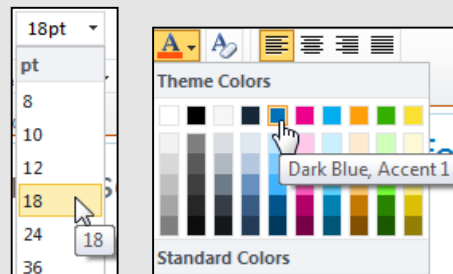 18pt
pt
8
10
12
18
24
18
36
A
A
Theme Colors
Dark Blue, Accent 1
Standard Colors